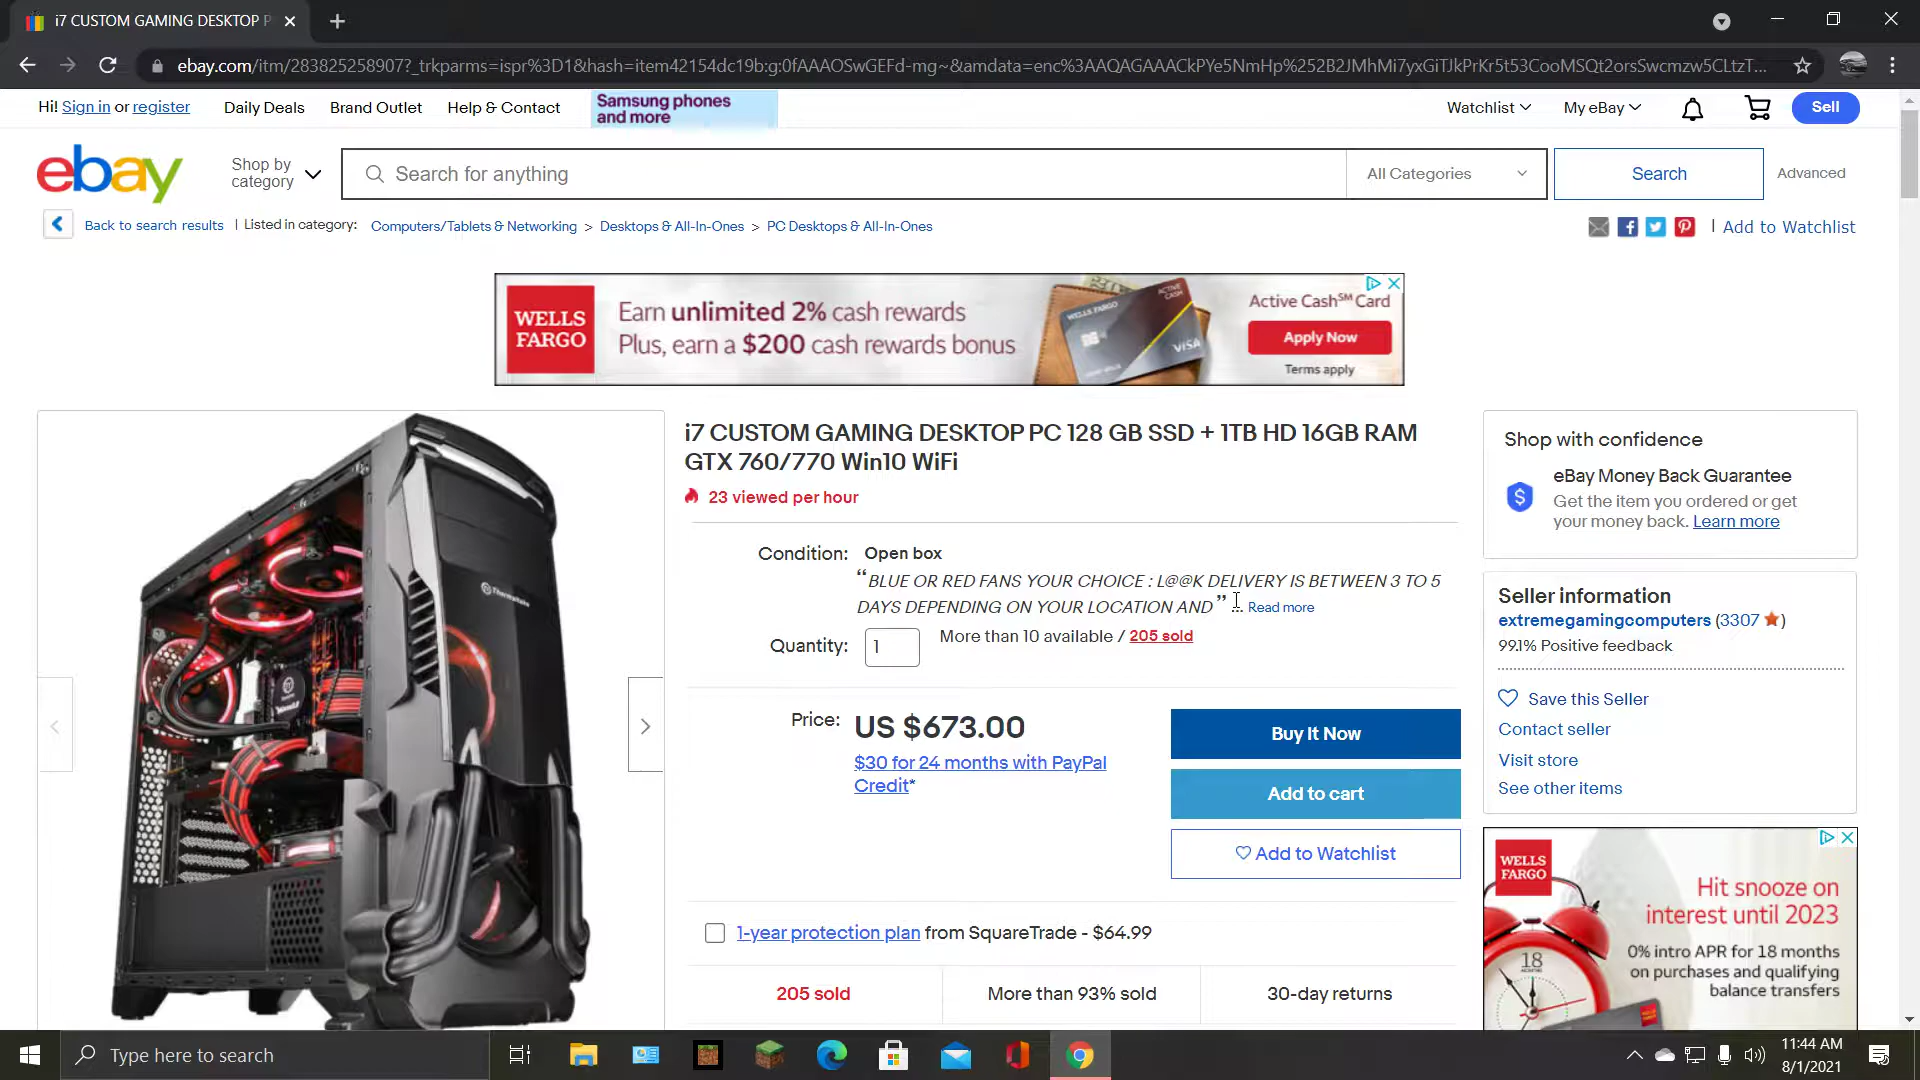 i7 CUSTOM GAMING DESKTOP P
ebay.com/itm/283825258907?_trkparms=ispr%3D1&hash=item42154dc19b:g:0fAAAOSwGEFd-mg~&amdata=enc%3AAQAGAAACkPYe5NmHp%252B2JMhMi7yxGiTJkPrKr5t53CooMSQt2orsSwcmzw5CLtzT...
Hi! Sign in or register
Daily Deals
Brand Outlet
Help & Contact
Samsung phones
and more
Watchlist
My eBay
Sell
ebay
Shop by
category
Search for anything
All Categories
Search
Advanced
Back to search results
| Listed in category:
Computers/Tablets & Networking > Desktops & All-In-Ones > PC Desktops & All-In-Ones
| Add to Watchlist
WELLS
FARGO
Earn unlimited 2% cash rewards
Plus, earn a $200 cash rewards bonus
WELLS FARGO
ACTIVE
CASH
VISA
Active Cash℠ Card
Apply Now
Terms apply
Thermaltake
i7 CUSTOM GAMING DESKTOP PC 128 GB SSD + 1TB HD 16GB RAM
GTX 760/770 Win10 WiFi
23 viewed per hour
Condition: Open box
“BLUE OR RED FANS YOUR CHOICE : L@@K DELIVERY IS BETWEEN 3 TO 5
DAYS DEPENDING ON YOUR LOCATION AND ” ... Read more
Quantity: 1
More than 10 available / 205 sold
Price: US $673.00
$30 for 24 months with PayPal
Credit*
Buy It Now
Add to cart
Add to Watchlist
1-year protection plan from SquareTrade - $64.99
205 sold
More than 93% sold
30-day returns
Shop with confidence
eBay Money Back Guarantee
Get the item you ordered or get
your money back. Learn more
Seller information
extremegamingcomputers (3307 )
99.1% Positive feedback
Save this Seller
Contact seller
Visit store
See other items
WELLS
FARGO
Hit snooze on
interest until 2023
0% intro APR for 18 months
on purchases and qualifying
balance transfers
18
Type here to search
11:44 AM
8/1/2021